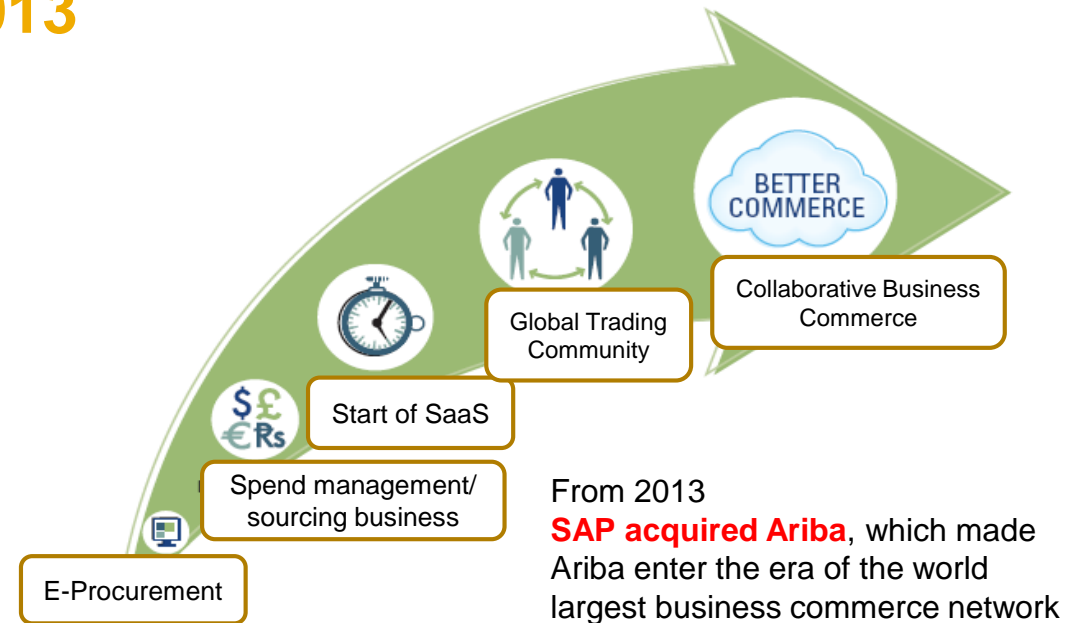 013
BETTER
COMMERCE
Collaborative Business
Commerce
Global Trading
Community
$ £
€ Rs
Start of SaaS
Spend management/
sourcing business
E-Procurement
From 2013
SAP acquired Ariba, which made
Ariba enter the era of the world
largest business commerce network